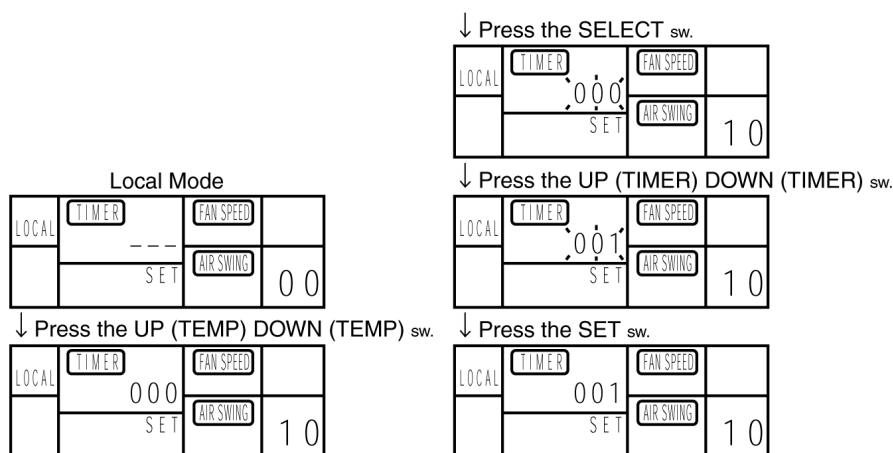 Local Mode
TIMER FAN SPEED
LOCAL
---
SET AIR SWING
00
↓ Press the UP (TEMP) DOWN (TEMP) sw.
TIMER FAN SPEED
LOCAL
000
SET AIR SWING
10
↓ Press the SELECT sw.
TIMER FAN SPEED
LOCAL
000
SET AIR SWING
10
↓ Press the UP (TIMER) DOWN (TIMER) sw.
TIMER FAN SPEED
LOCAL
001
SET AIR SWING
10
↓ Press the SET sw.
TIMER FAN SPEED
LOCAL
001
SET AIR SWING
10